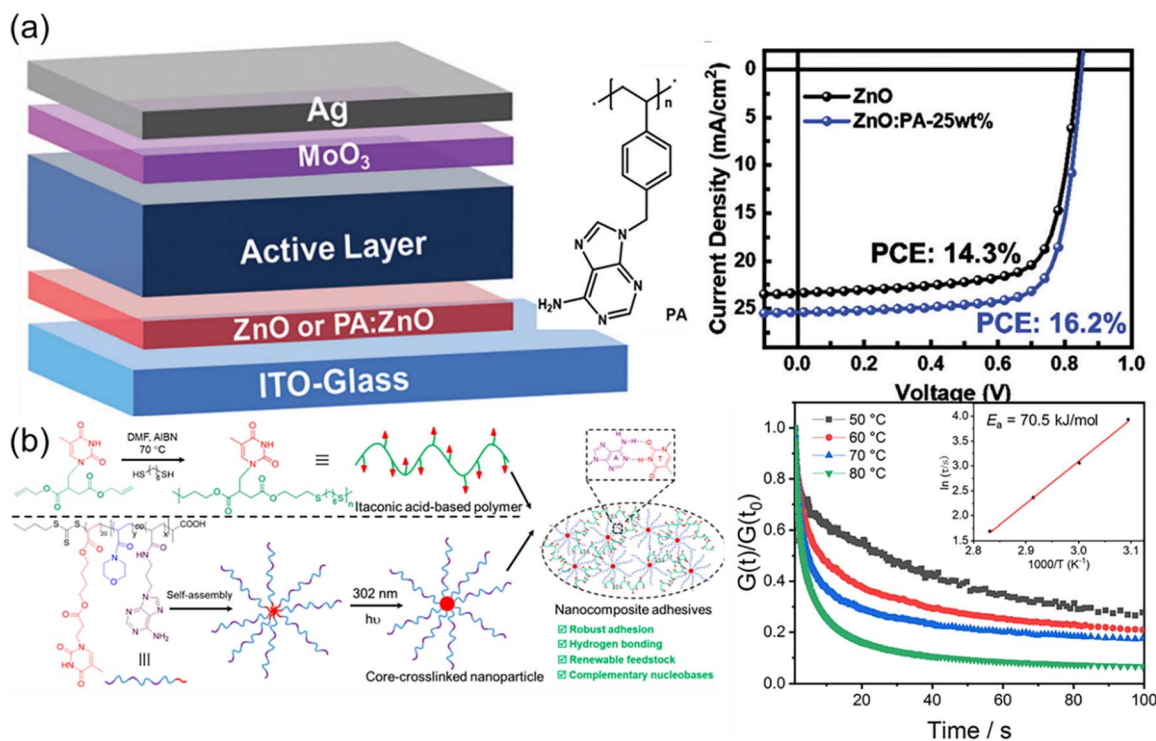 (a)
Ag
MoO₃
Active Layer
ZnO or PA:ZnO
ITO-Glass
n
N
N
N
N
H₂N
PA
Current Density (mA/cm²)
0
5
10
15
20
25
ZnO
ZnO:PA-25wt%
PCE: 14.3%
PCE: 16.2%
0.0
0.2
0.4
0.6
0.8
1.0
Voltage (V)
(b)
DMF, AIBN
70 °C
Itaconic acid-based polymer
COOH
Self-assembly
302 nm
hυ
Core-crosslinked nanoparticle
A
T
Nanocomposite adhesives
☑ Robust adhesion
☑ Hydrogen bonding
☑ Renewable feedstock
☑ Complementary nucleobases
G(t)/G(t₀)
1.0
0.8
0.6
0.4
0.2
0.0
50 °C
60 °C
70 °C
80 °C
Eₐ = 70.5 kJ/mol
ln (τ/s)
4.0
3.5
3.0
2.5
2.0
1.5
2.9
3.0
3.1
1000/T (K⁻¹)
20
40
60
80
100
Time / s